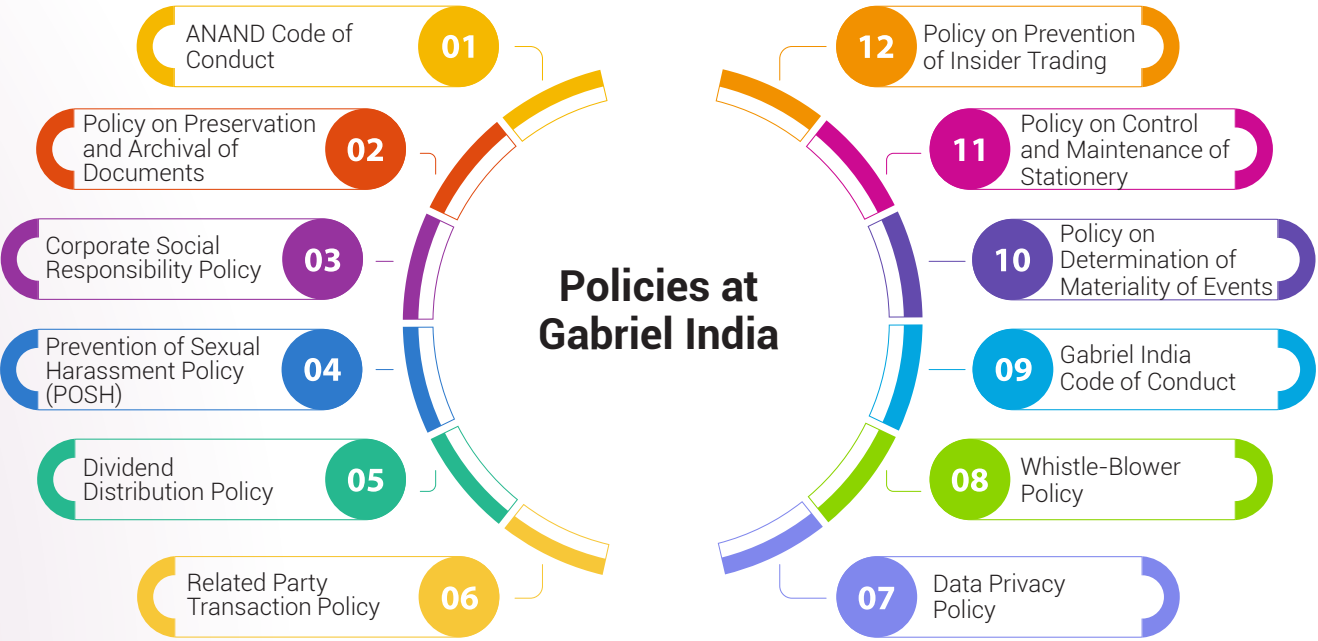 ANAND Code of
Conduct
01
Policy on Preservation
and Archival of
Documents
02
Corporate Social
Responsibility Policy
03
Prevention of Sexual
Harassment Policy
(POSH)
04
Dividend
Distribution Policy
05
Related Party
Transaction Policy
06
Policies at
Gabriel India
12
Policy on Prevention
of Insider Trading
11
Policy on Control
and Maintenance of
Stationery
10
Policy on
Determination of
Materiality of Events
09
Gabriel India
Code of Conduct
08
Whistle-Blower
Policy
07
Data Privacy
Policy